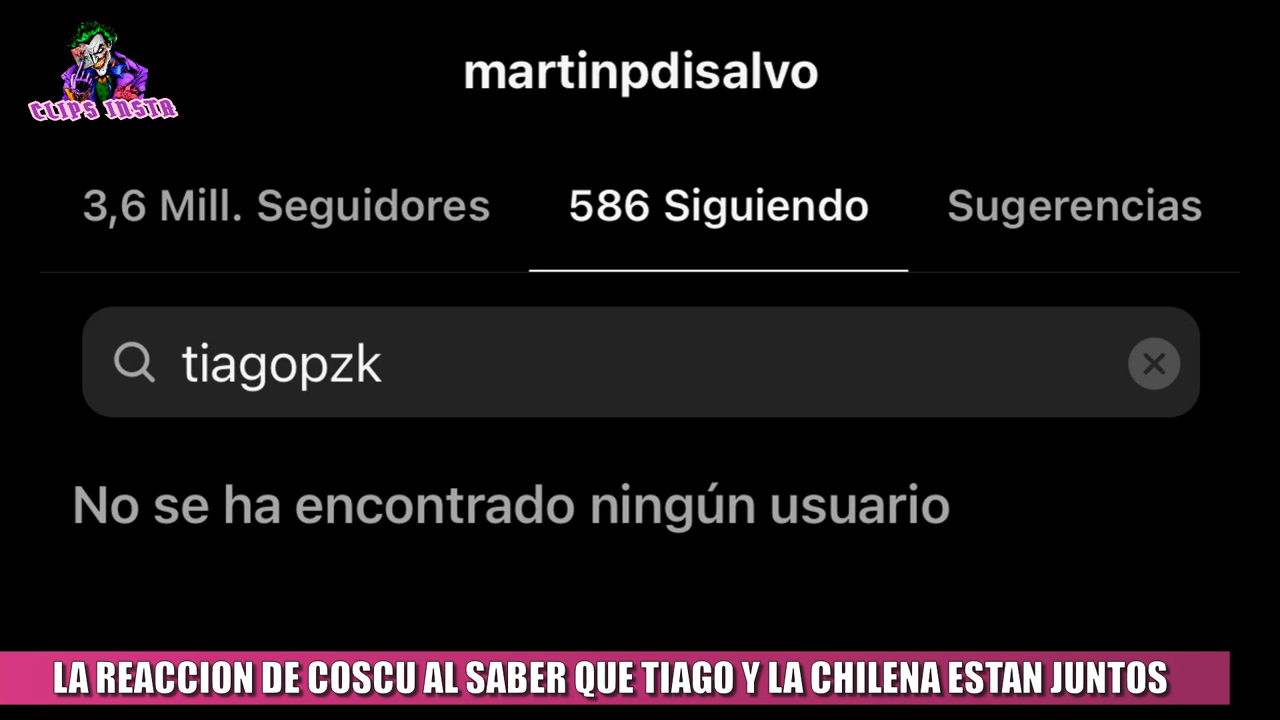 martinpdisalvo
CLIPS INSTA
3,6 Mill. Seguidores 586 Siguiendo Sugerencias
tiagopzk
No se ha encontrado ningún usuario
LA REACCION DE COSCU AL SABER QUE TIAGO Y LA CHILENA ESTAN JUNTOS